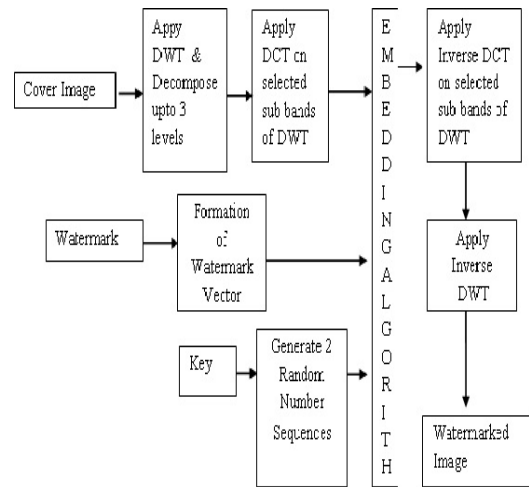 Cover Image
Appy
DWT &
Decompose
upto 3
levels
Apply
DCT on
selected
sub bands
of DWT
E
M
B
E
D
D
I
N
G
A
L
G
O
R
I
T
H
Apply
Inverse DCT
on selected
sub bands of
DWT
Watermark
Formation
of
Watermark
Vector
Apply
Inverse
DWT
Key
Generate 2
Random
Number
Sequences
Watermarked
Image